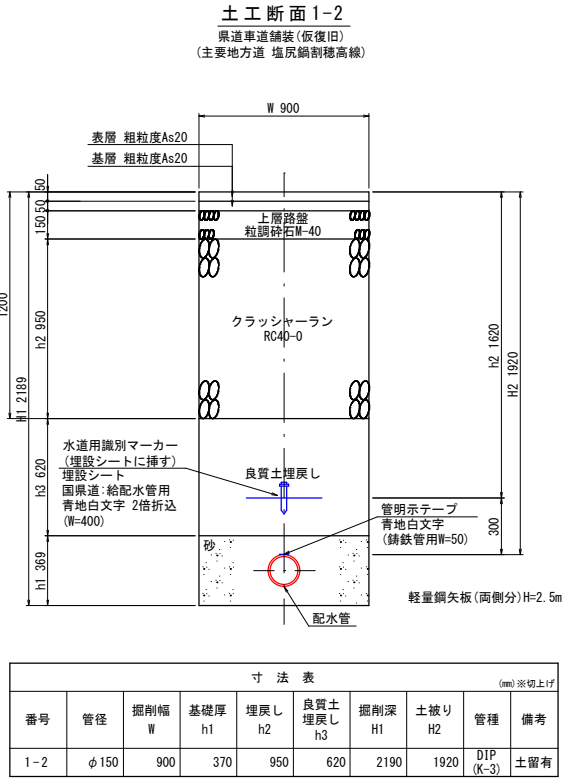 土工断面1-2
県道車道舗装(仮復旧)
(主要地方道 塩尻鍋割穂高線)
W 900
表層 粗粒度As20
基層 粗粒度As20
50
50
150
上層路盤
粒調砕石M-40
1200
h2 950
H1 2189
クラッシャーラン
RC40-0
h2 1620
H2 1920
水道用識別マーカー
(埋設シートに挿す)
埋設シート
国県道:給配水管用
青地白文字 2倍折込
(W=400)
h3 620
良質土埋戻し
管明示テープ
青地白文字
(鋳鉄管用W=50)
300
砂
h1 369
配水管
軽量鋼矢板(両側分)H=2.5m
寸 法 表
(㎜)※切上げ
番号 管径 掘削幅 W 基礎厚 h1 埋戻し h2 良質土 埋戻し h3 掘削深 H1 土被り H2 管種 備考
1-2 φ150 900 370 950 620 2190 1920 DIP (K-3) 土留有